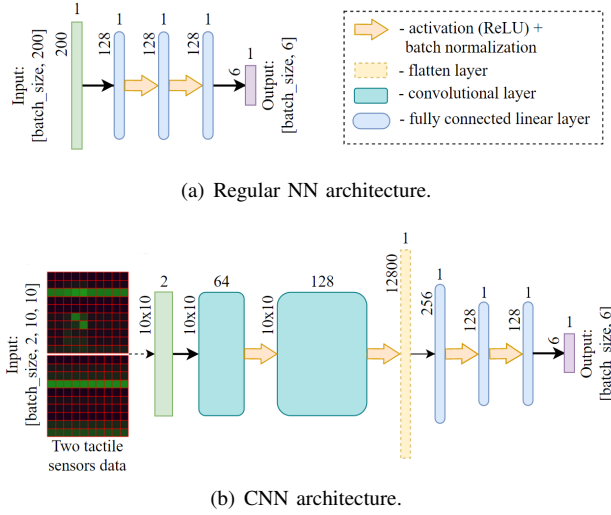 Input:
[batch_size, 200]
200
1
128
1
128
1
128
1
6
1
Output:
[batch_size, 6]
- activation (ReLU) +
batch normalization
- flatten layer
- convolutional layer
- fully connected linear layer
(a) Regular NN architecture.
Input:
[batch_size, 2, 10, 10]
Two tactile
sensors data
10x10
2
10x10
64
10x10
128
12800
1
256
1
128
1
128
1
6
1
Output:
[batch_size, 6]
(b) CNN architecture.